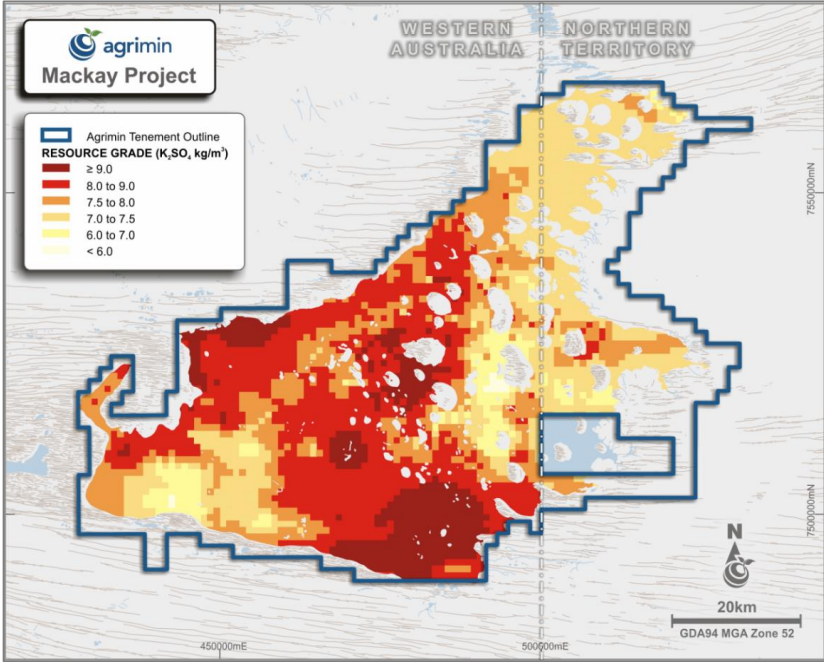 agrimin
Mackay Project
WESTERN
AUSTRALIA
NORTHERN
TERRITORY
Agrimin Tenement Outline
RESOURCE GRADE (K₂SO₄ kg/m³)
≥ 9.0
8.0 to 9.0
7.5 to 8.0
7.0 to 7.5
6.0 to 7.0
< 6.0
7550000mN
7500000mN
N
20km
GDA94 MGA Zone 52
450000mE
500000mE